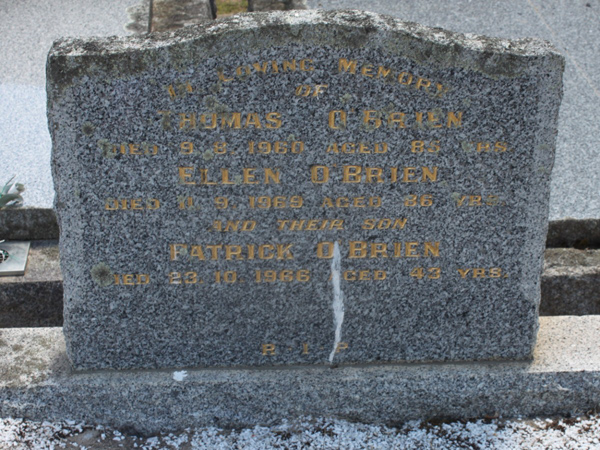 IN LOVING MEMORY
OF
THOMAS O'BRIEN
DIED 9.8.1960 AGED 85 YRS.
ELLEN O'BRIEN
DIED 11.9.1969 AGED 86 YRS.
AND THEIR SON
PATRICK O'BRIEN
DIED 23.10.1966 AGED 43 YRS.
R.I.P.